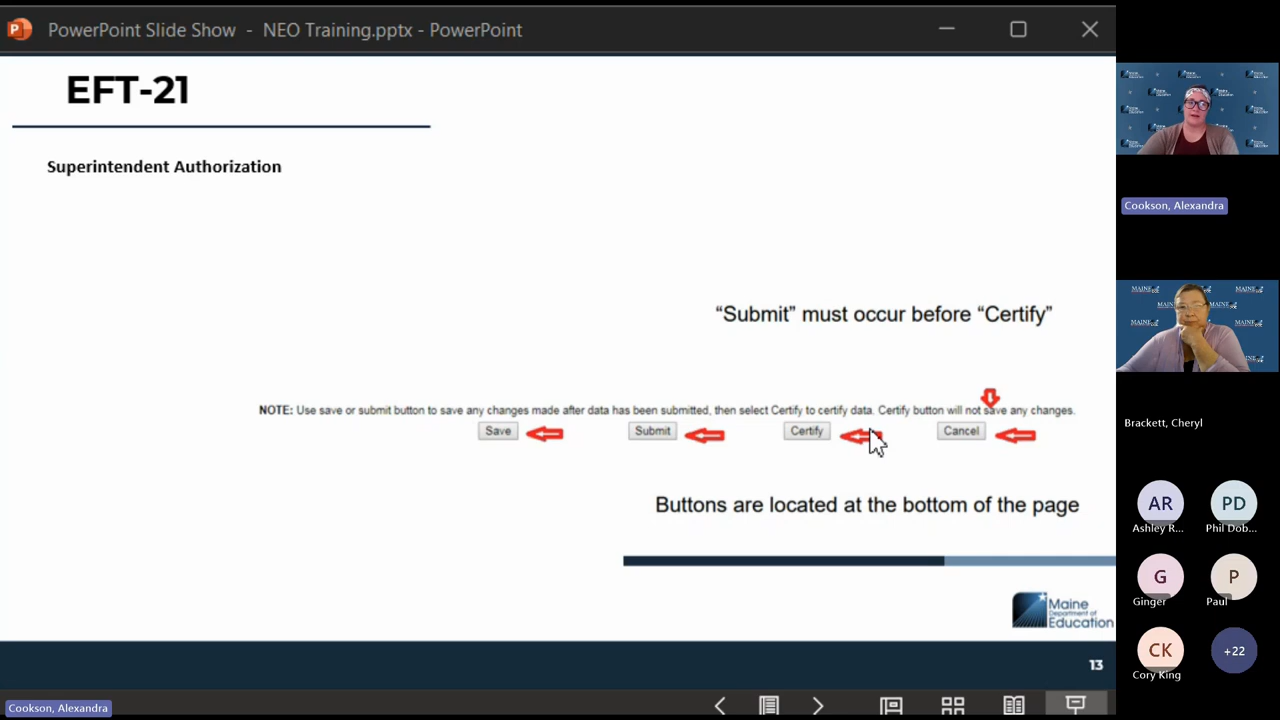 PowerPoint Slide Show - NEO Training.pptx - PowerPoint
EFT-21
Superintendent Authorization
“Submit” must occur before “Certify”
NOTE: Use save or submit button to save any changes made after data has been submitted, then select Certify to certify data. Certify button will not save any changes.
Save
Submit
Certify
Cancel
Buttons are located at the bottom of the page
Maine
Department of
Education
13
Cookson, Alexandra
Cookson, Alexandra
Brackett, Cheryl
AR
PD
Ashley R...
Phil Dob...
G
P
Ginger
Paul
CK
+22
Cory King